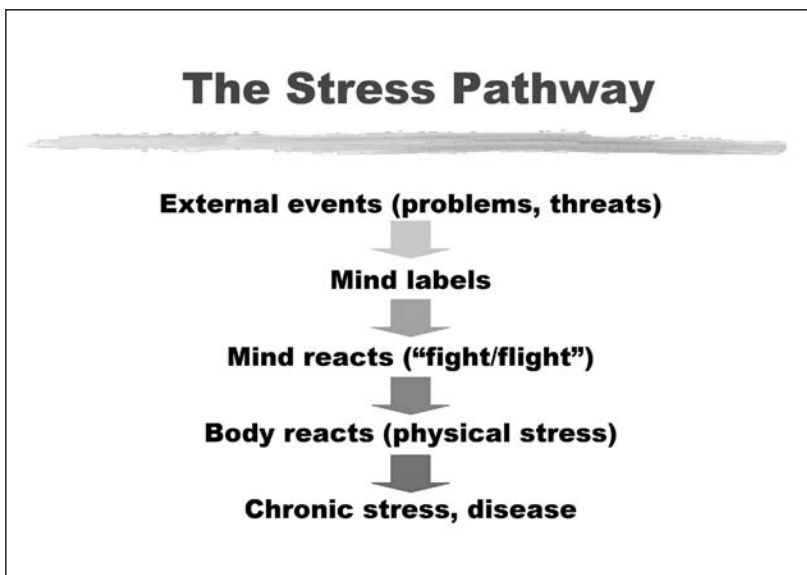 The Stress Pathway
External events (problems, threats)
Mind labels
Mind reacts (“fight/flight”)
Body reacts (physical stress)
Chronic stress, disease